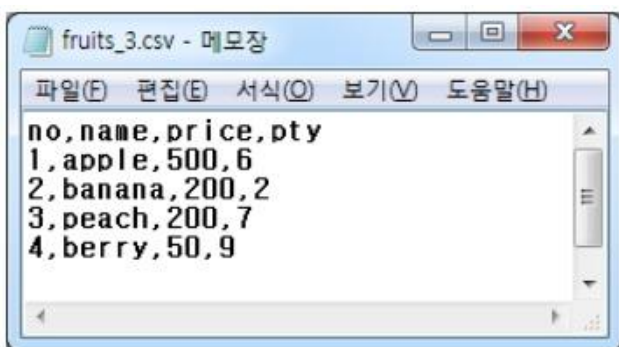 fruits_3.csv - 메모장
파일(F) 편집(E) 서식(O) 보기(V) 도움말(H)
no,name,price,pty
1,apple,500,6
2,banana,200,2
3,peach,200,7
4,berry,50,9